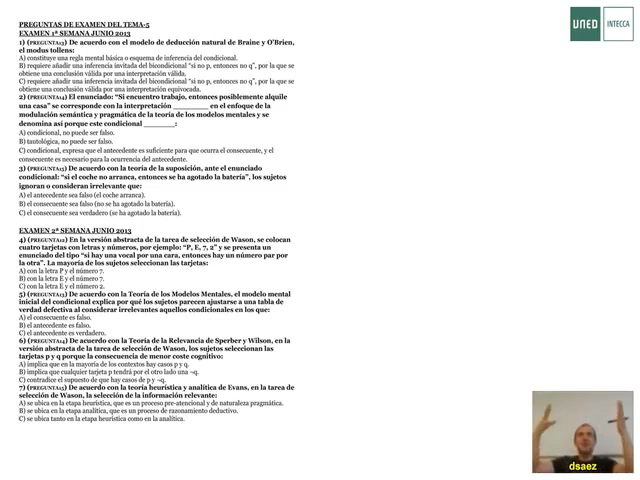 PREGUNTAS DE EXAMEN DEL TEMA-5
EXAMEN 1ª SEMANA JUNIO 2013
1) (PREGUNTA13) De acuerdo con el modelo de deducción natural de Braine y O'Brien,
el modus tollens:
A) constituye una regla mental básica o esquema de inferencia del condicional.
B) requiere añadir una inferencia invitada del bicondicional "si no p, entonces no q", por la que se
obtiene una conclusión válida por una interpretación válida.
C) requiere añadir una inferencia invitada del bicondicional "si no p, entonces no q", por la que se
obtiene una conclusión válida por una interpretación equivocada.
2) (PREGUNTA14) El enunciado: "Si encuentro trabajo, entonces posiblemente alquile
una casa" se corresponde con la interpretación ________ en el enfoque de la
modulación semántica y pragmática de la teoría de los modelos mentales y se
denomina así porque este condicional _______:
A) condicional, no puede ser falso.
B) tautológica, no puede ser falso.
C) condicional, expresa que el antecedente es suficiente para que ocurra el consecuente, y el
consecuente es necesario para la ocurrencia del antecedente.
3) (PREGUNTA15) De acuerdo con la teoría de la suposición, ante el enunciado
condicional: "si el coche no arranca, entonces se ha agotado la batería", los sujetos
ignoran o consideran irrelevante que:
A) el antecedente sea falso (el coche arranca).
B) el consecuente sea falso (no se ha agotado la batería).
C) el consecuente sea verdadero (se ha agotado la batería).
EXAMEN 2ª SEMANA JUNIO 2013
4) (PREGUNTA12) En la versión abstracta de la tarea de selección de Wason, se colocan
cuatro tarjetas con letras y números, por ejemplo: "P, E, 7, 2" y se presenta un
enunciado del tipo "si hay una vocal por una cara, entonces hay un número par por
la otra". La mayoría de los sujetos seleccionan las tarjetas:
A) con la letra P y el número 7.
B) con la letra E y el número 7.
C) con la letra E y el número 2.
5) (PREGUNTA13) De acuerdo con la Teoría de los Modelos Mentales, el modelo mental
inicial del condicional explica por qué los sujetos parecen ajustarse a una tabla de
verdad defectiva al considerar irrelevantes aquellos condicionales en los que:
A) el consecuente es falso.
B) el antecedente es falso.
C) el antecedente es verdadero.
6) (PREGUNTA14) De acuerdo con la Teoría de la Relevancia de Sperber y Wilson, en la
versión abstracta de la tarea de selección de Wason, los sujetos seleccionan las
tarjetas p y q porque la consecuencia de menor coste cognitivo:
A) implica que en la mayoría de los contextos hay casos p y q.
B) implica que cualquier tarjeta p tendrá por el otro lado una ¬q.
C) contradice el supuesto de que hay casos de p y ¬q.
7) (PREGUNTA15) De acuerdo con la teoría heurística y analítica de Evans, en la tarea de
selección de Wason, la selección de la información relevante:
A) se ubica en la etapa heurística, que es un proceso pre-atencional y de naturaleza pragmática.
B) se ubica en la etapa analítica, que es un proceso de razonamiento deductivo.
C) se ubica tanto en la etapa heurística como en la analítica.
UNED
INTECCA
dsaez